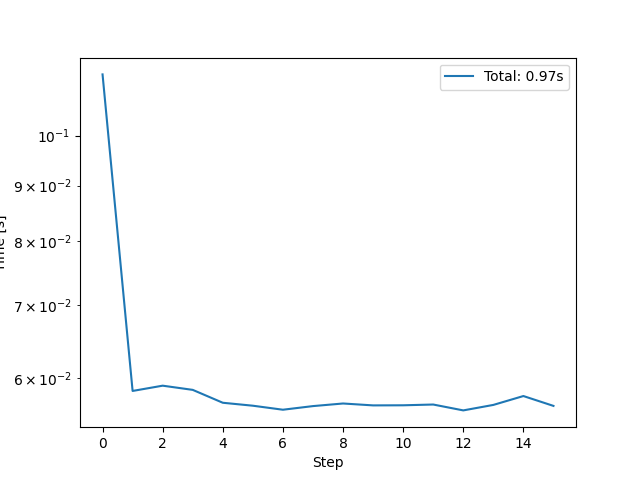 Total: 0.97s
10⁻¹
9 × 10⁻²
8 × 10⁻²
7 × 10⁻²
6 × 10⁻²
Time [s]
0 2 4 6 8 10 12 14
Step